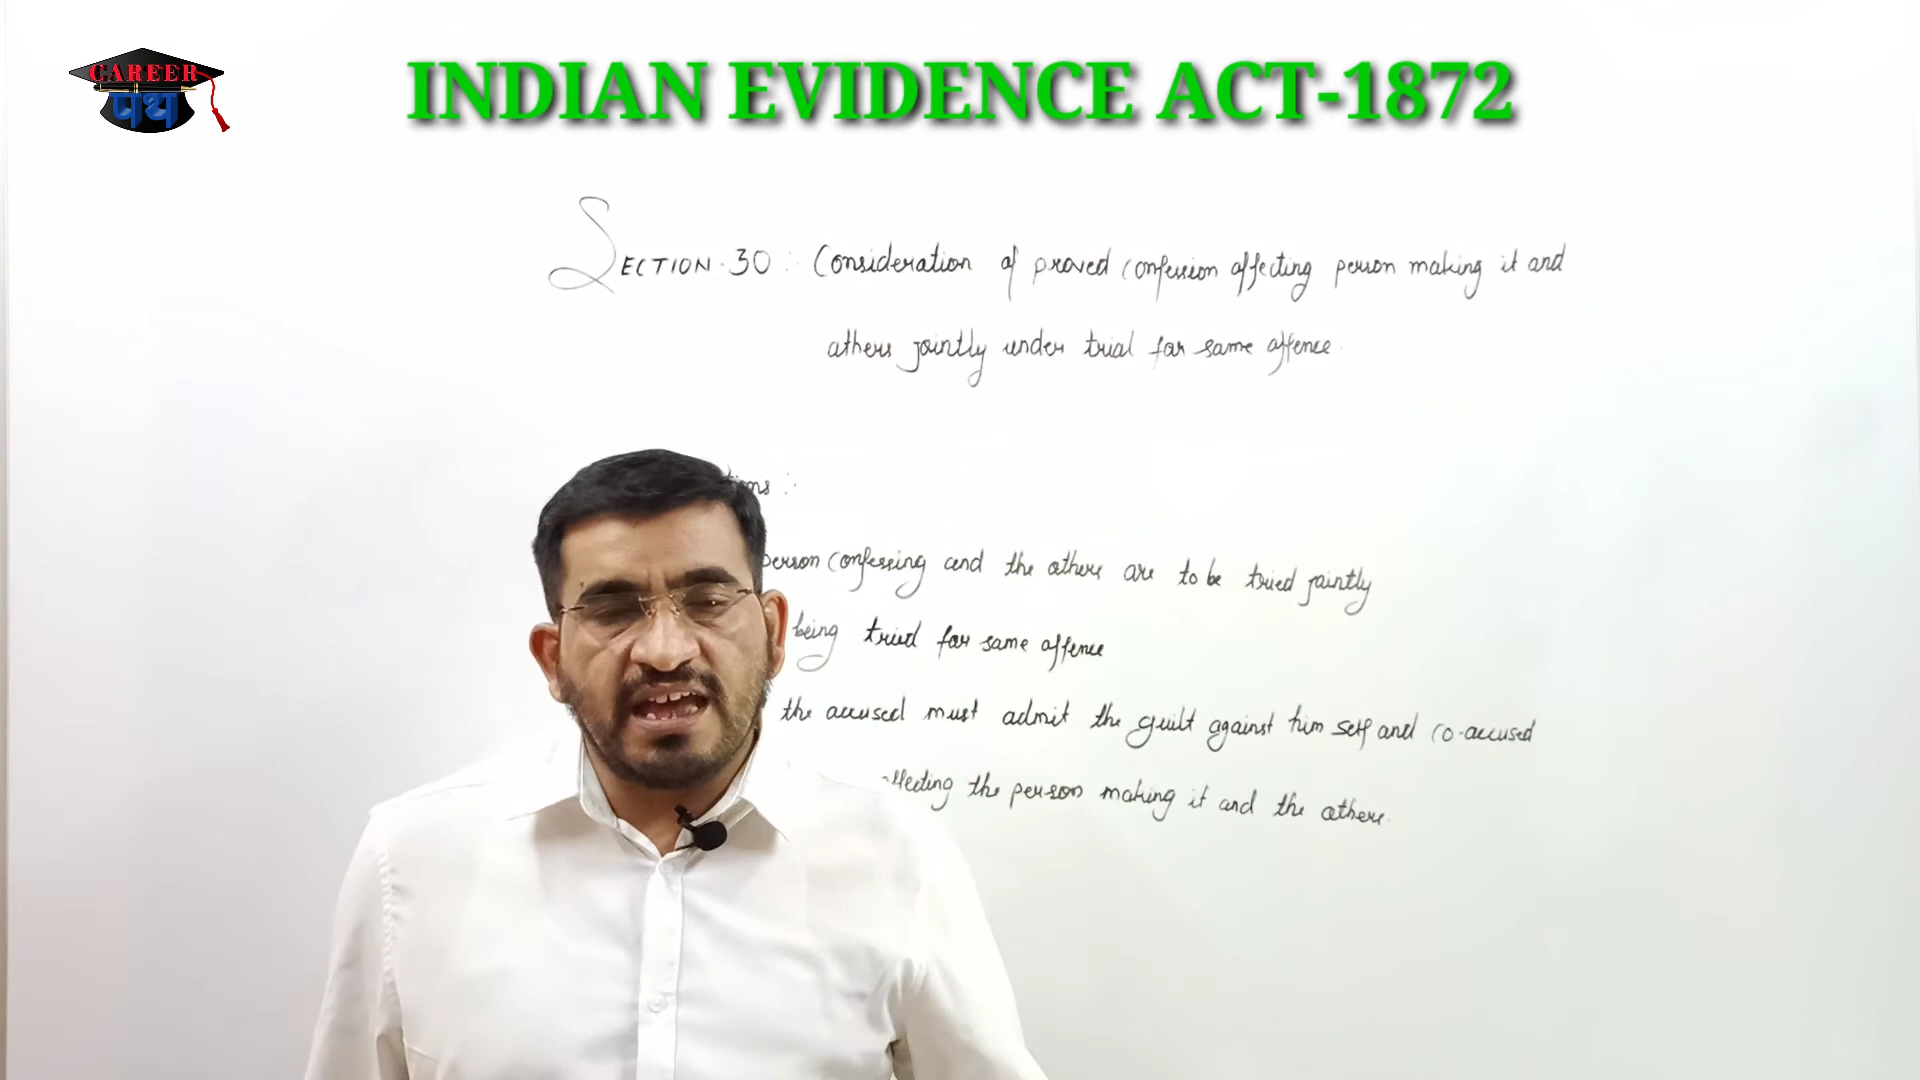 CAREER
पथ
INDIAN EVIDENCE ACT-1872
SECTION-30 : Consideration of proved confession affecting person making it and
others jointly under trial for same offence.
person confessing and the others are to be tried jointly
being tried for same offence
the accused must admit the guilt against him self and co-accused
the person making it and the others.